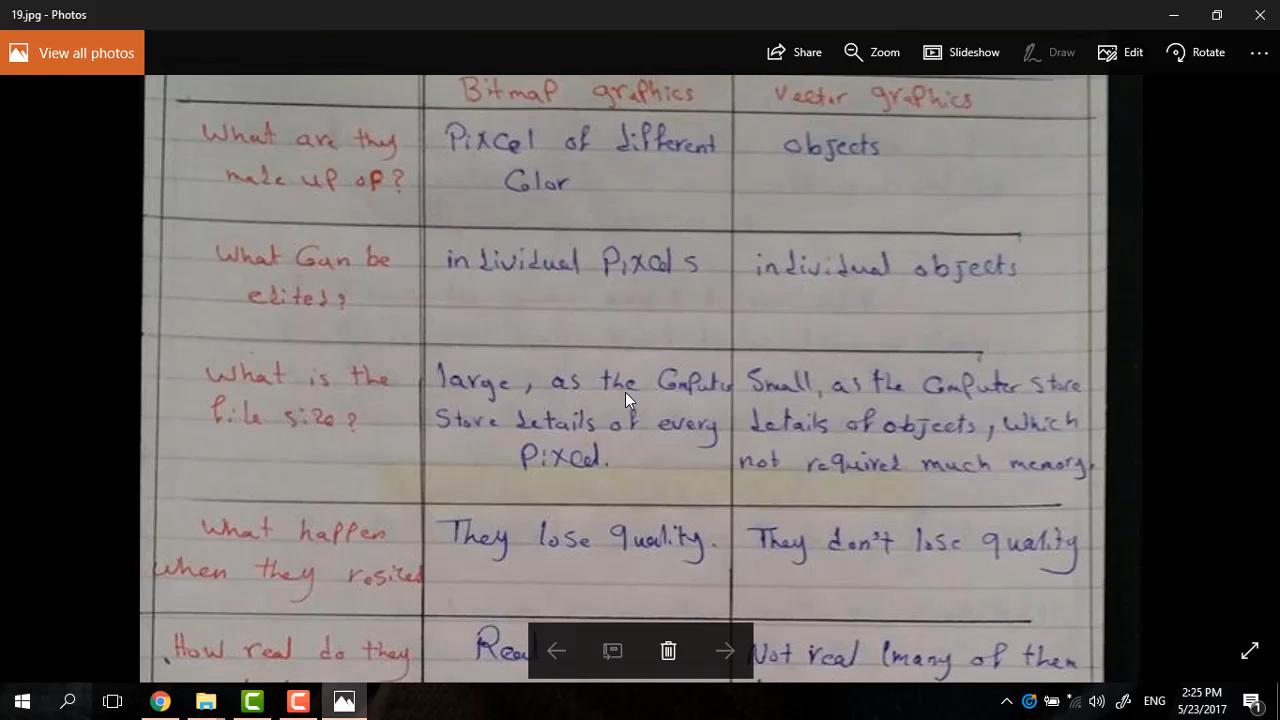 19.jpg - Photos
View all photos
Share
Zoom
Slideshow
Draw
Edit
Rotate
Bitmap graphics
Vector graphics
What are they
made up of?
Pixcel of different
Color
objects
What Can be
edited?
individual Pixcels
individual objects
What is the
file size?
large, as the Computer
Store details of every
Pixcel.
Small, as the Computer store
details of objects, which
not required much memory.
What happen
when they resized
They lose quality.
They don't lose quality
How real do they
Real
Not real (many of them
ENG
2:25 PM
5/23/2017
1